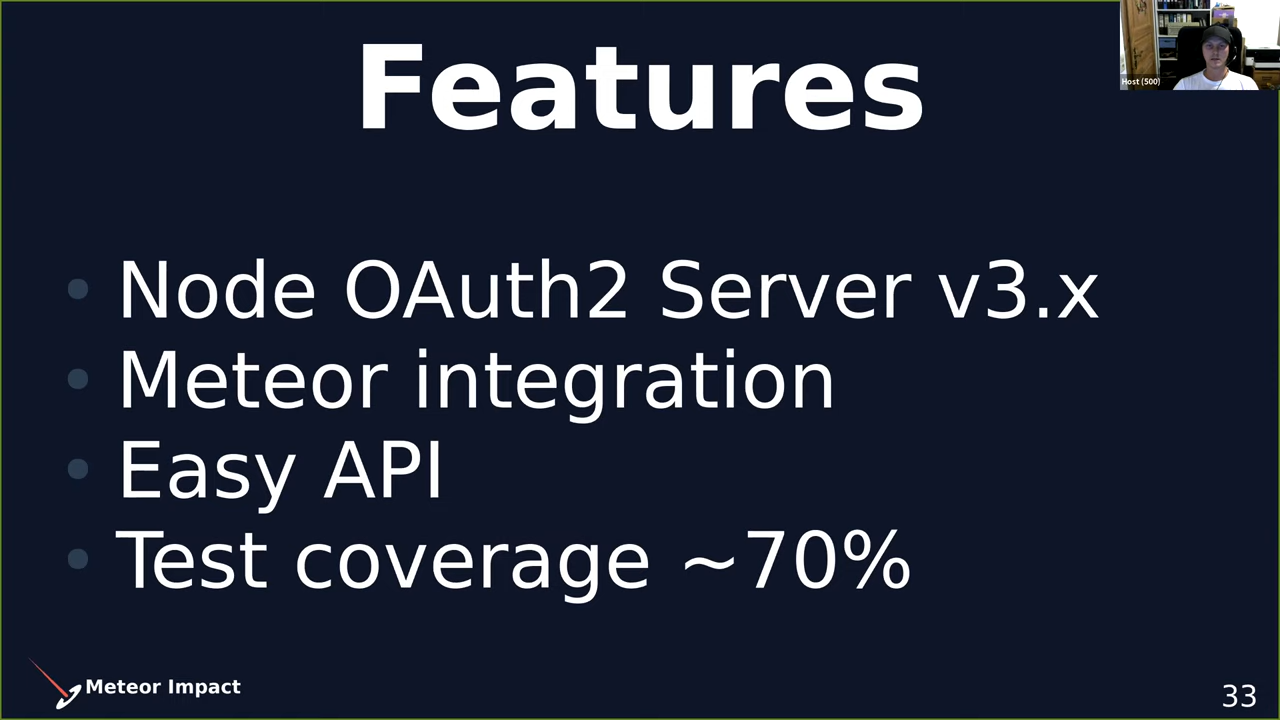 Features
Host (500)
Node OAuth2 Server v3.x
Meteor integration
Easy API
Test coverage ~70%
Meteor Impact
33